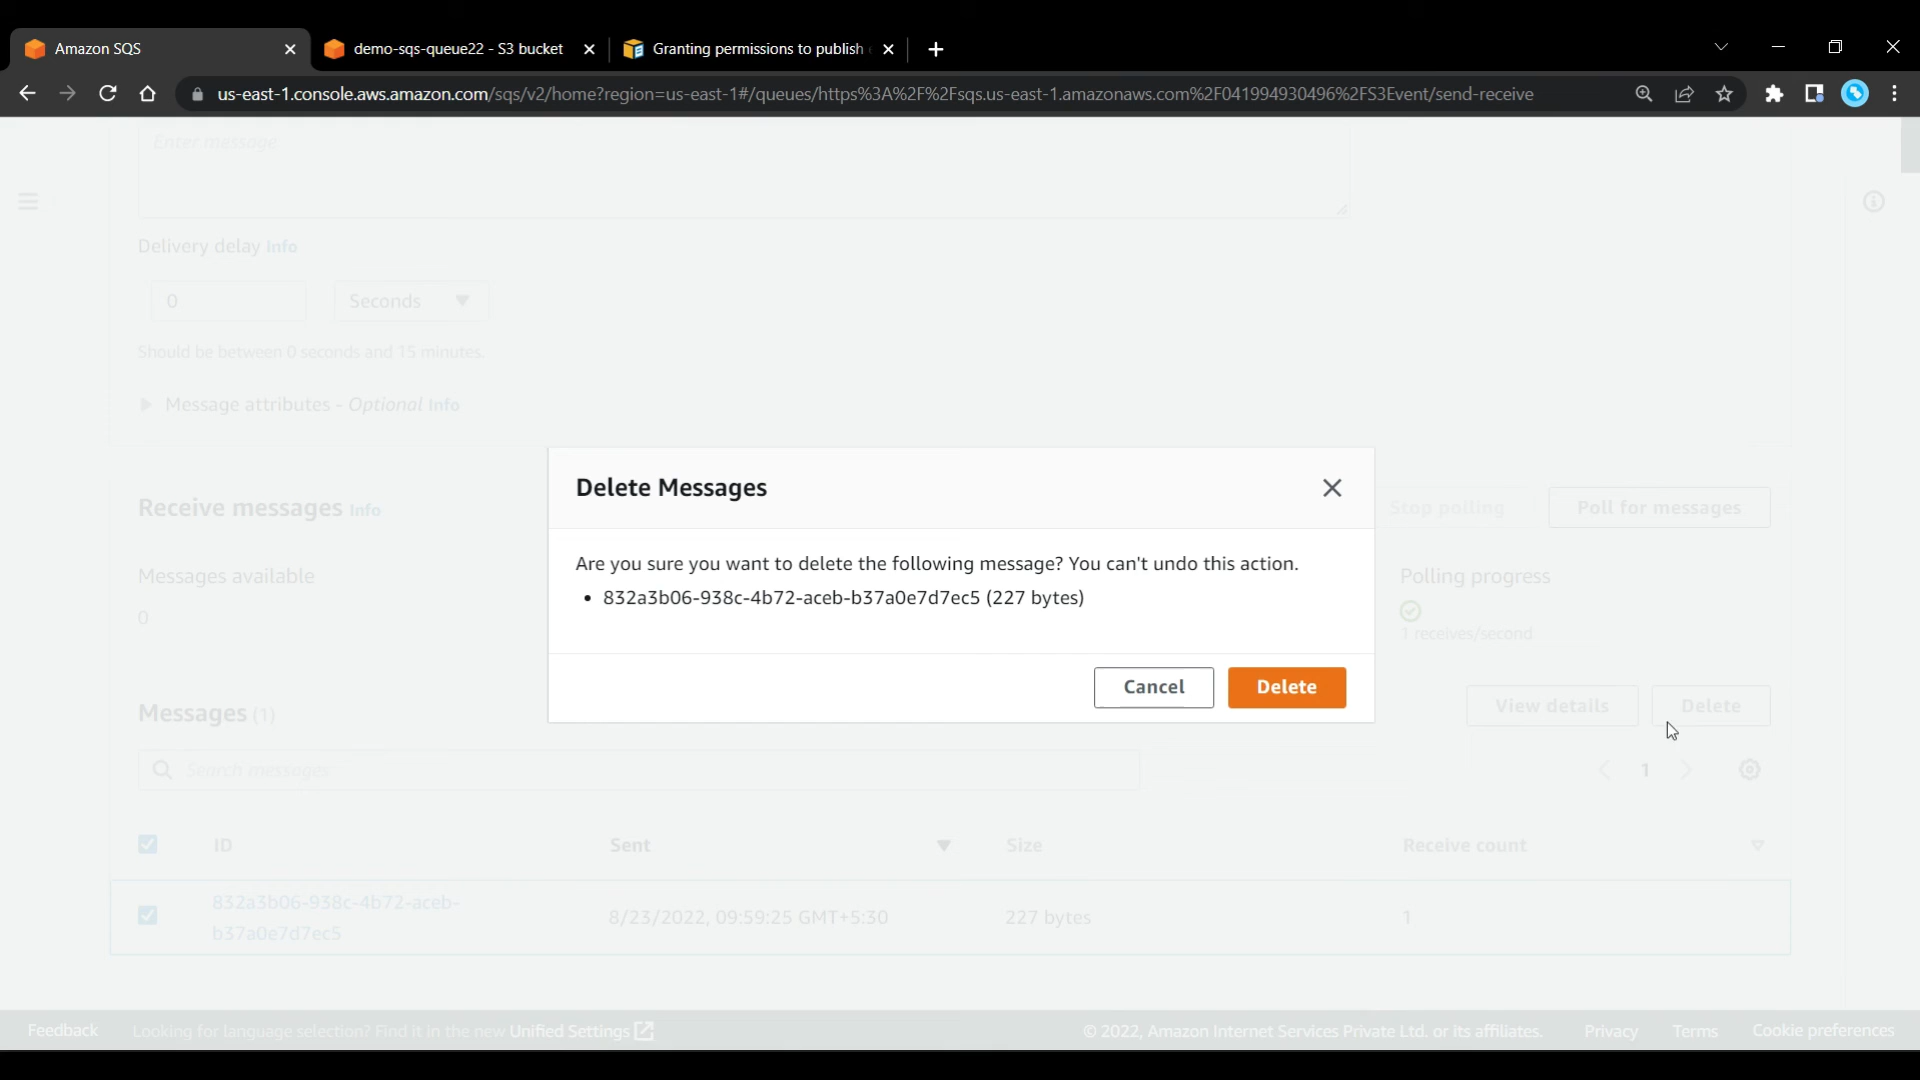 Amazon SQS
demo-sqs-queue22 - S3 bucket
Granting permissions to publish
us-east-1.console.aws.amazon.com/sqs/v2/home?region=us-east-1#/queues/https%3A%2F%2Fsqs.us-east-1.amazonaws.com%2F041994930496%2FS3Event/send-receive
Enter message
Delivery delay Info
0
Seconds
Should be between 0 seconds and 15 minutes.
Message attributes - Optional Info
Delete Messages
Are you sure you want to delete the following message? You can't undo this action.
• 832a3b06-938c-4b72-aceb-b37a0e7d7ec5 (227 bytes)
Cancel
Delete
Receive messages Info
Stop polling
Poll for messages
Messages available
0
Polling progress
1 receives/second
Messages (1)
View details
Delete
Search messages
1
ID
Sent
Size
Receive count
832a3b06-938c-4b72-aceb-
b37a0e7d7ec5
8/23/2022, 09:59:25 GMT+5:30
227 bytes
1
Feedback
Looking for language selection? Find it in the new Unified Settings
© 2022, Amazon Internet Services Private Ltd. or its affiliates.
Privacy
Terms
Cookie preferences